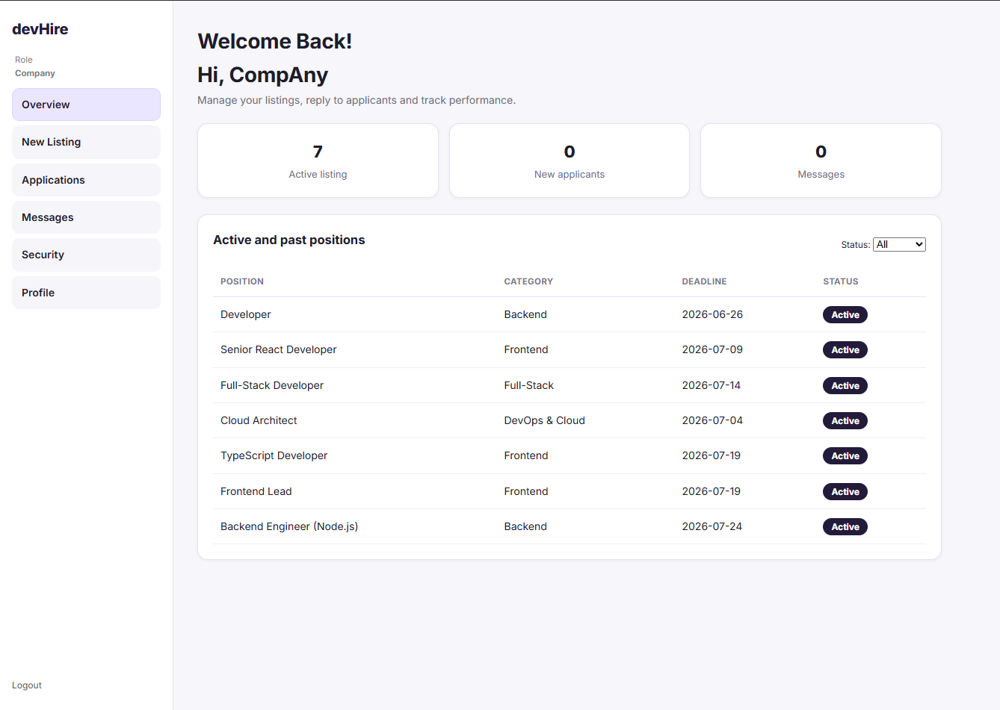 devHire
Role
Company
Overview
New Listing
Applications
Messages
Security
Profile
Logout
Welcome Back!
Hi, CompAny
Manage your listings, reply to applicants and track performance.
7
Active listing
0
New applicants
0
Messages
Active and past positions
Status: All
POSITION CATEGORY DEADLINE STATUS
Developer Backend 2026-06-26 Active
Senior React Developer Frontend 2026-07-09 Active
Full-Stack Developer Full-Stack 2026-07-14 Active
Cloud Architect DevOps & Cloud 2026-07-04 Active
TypeScript Developer Frontend 2026-07-19 Active
Frontend Lead Frontend 2026-07-19 Active
Backend Engineer (Node.js) Backend 2026-07-24 Active